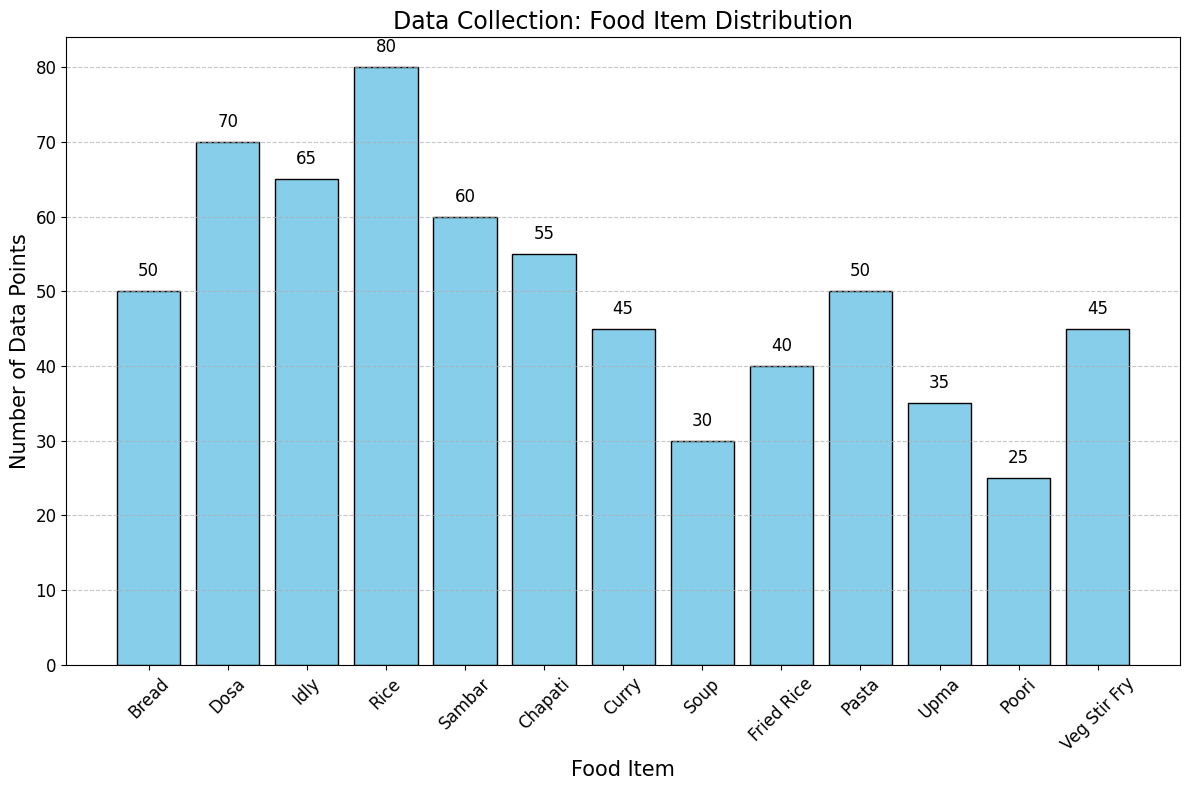 Data Collection: Food Item Distribution
Number of Data Points
80
70
60
50
40
30
20
10
0
50
70
65
80
60
55
45
30
40
50
35
25
45
Bread
Dosa
Idly
Rice
Sambar
Chapati
Curry
Soup
Fried Rice
Pasta
Upma
Poori
Veg Stir Fry
Food Item